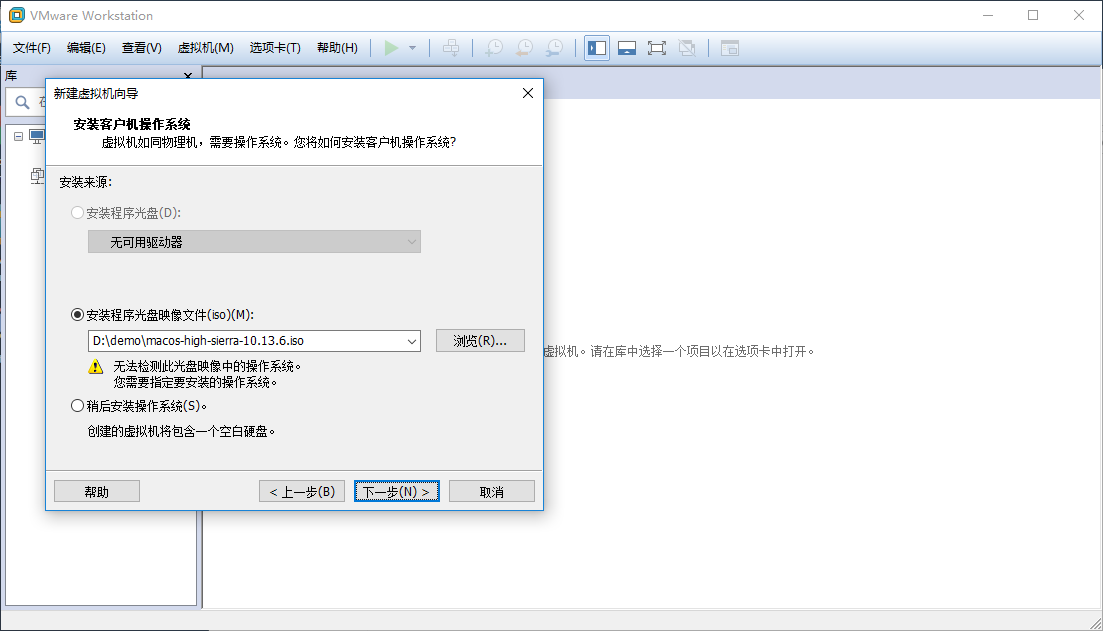 VMware Workstation
文件(F) 编辑(E) 查看(V) 虚拟机(M) 选项卡(T) 帮助(H)
库
新建虚拟机向导
安装客户机操作系统
虚拟机如同物理机，需要操作系统。您将如何安装客户机操作系统?
安装来源:
安装程序光盘(D):
无可用驱动器
安装程序光盘映像文件(iso)(M):
D:\demo\macos-high-sierra-10.13.6.iso
浏览(R)...
虚拟机。请在库中选择一个项目以在选项卡中打开。
无法检测此光盘映像中的操作系统。
您需要指定要安装的操作系统。
稍后安装操作系统(S)。
创建的虚拟机将包含一个空白硬盘。
帮助 < 上一步(B) 下一步(N) > 取消